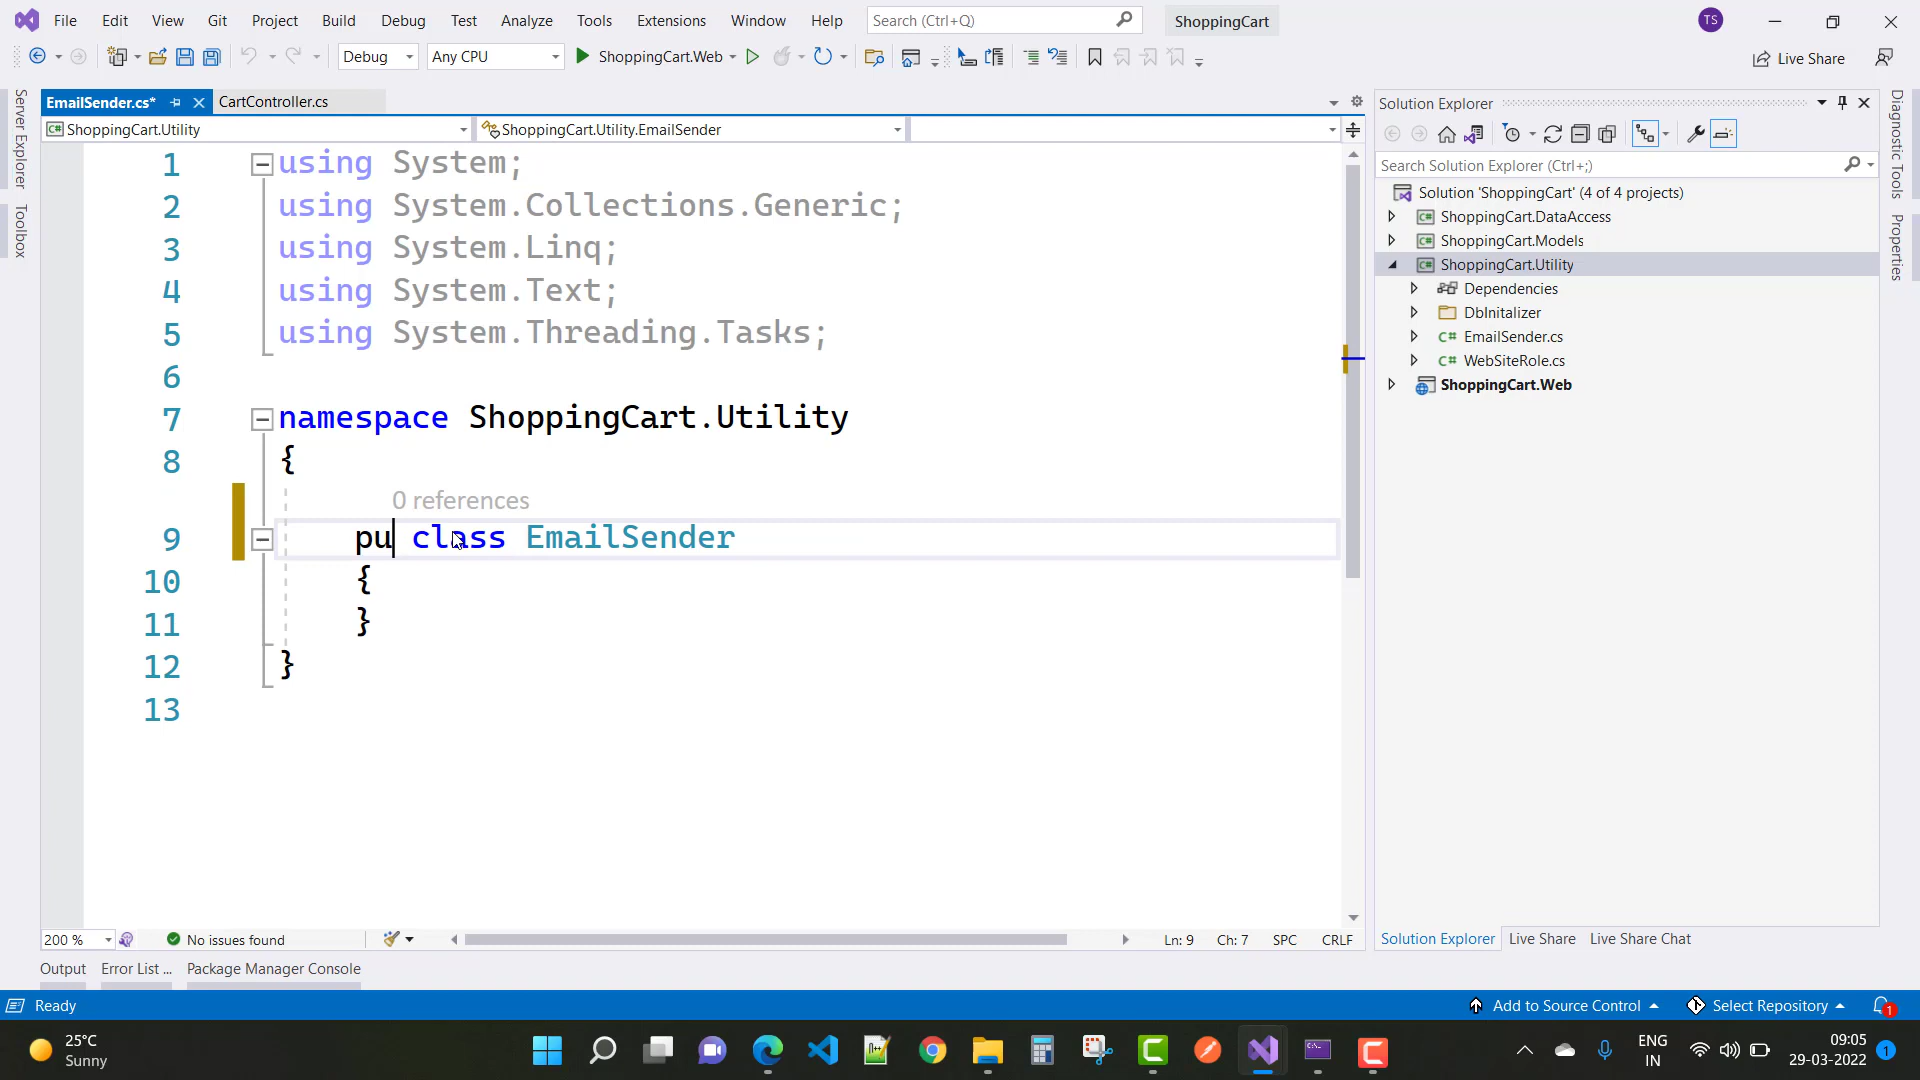 File Edit View Git Project Build Debug Test Analyze Tools Extensions Window Help Search (Ctrl+Q) ShoppingCart TS
Debug Any CPU ShoppingCart.Web Live Share
EmailSender.cs* CartController.cs
ShoppingCart.Utility ShoppingCart.Utility.EmailSender
Server Explorer
Toolbox
1 using System;
2 using System.Collections.Generic;
3 using System.Linq;
4 using System.Text;
5 using System.Threading.Tasks;
6
7 namespace ShoppingCart.Utility
8 {
0 references
9 pu class EmailSender
10 {
11 }
12 }
13
200 % No issues found Ln: 9 Ch: 7 SPC CRLF
Solution Explorer
Search Solution Explorer (Ctrl+;)
Solution 'ShoppingCart' (4 of 4 projects)
ShoppingCart.DataAccess
ShoppingCart.Models
ShoppingCart.Utility
Dependencies
DbInitalizer
C# EmailSender.cs
C# WebSiteRole.cs
ShoppingCart.Web
Solution Explorer Live Share Live Share Chat
Diagnostic Tools
Properties
Output Error List ... Package Manager Console
Ready Add to Source Control Select Repository 1
25°C
Sunny
ENG
IN
09:05
29-03-2022
1